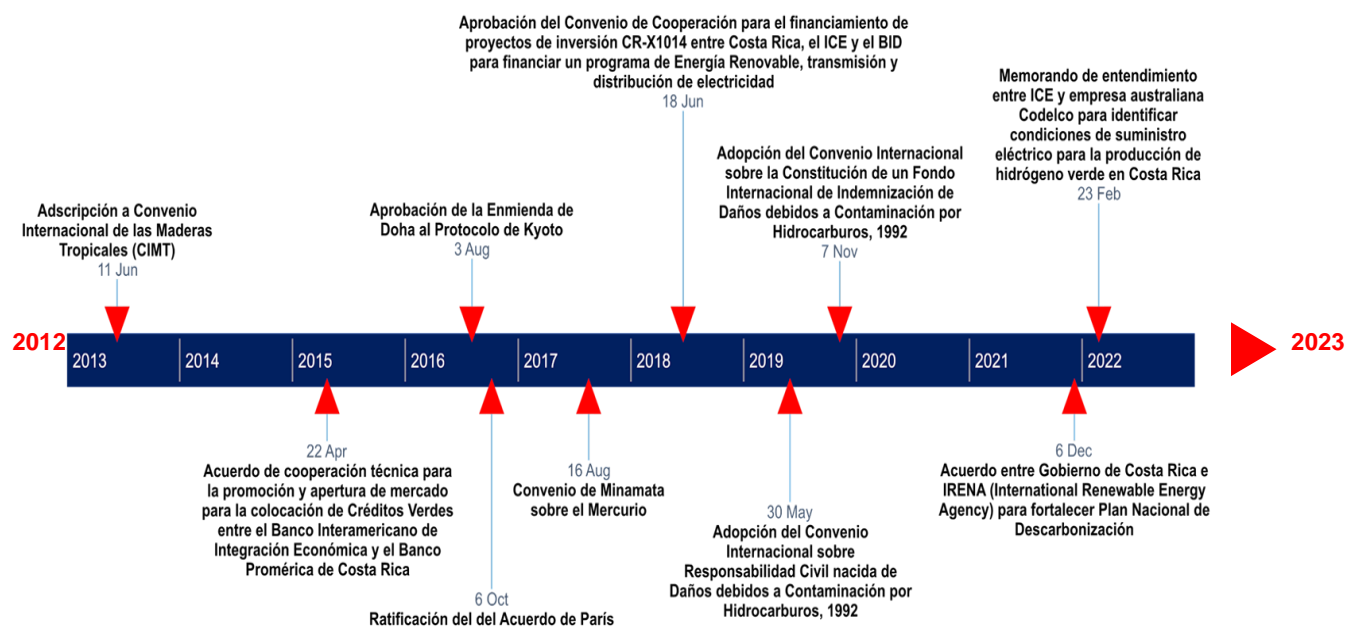 Aprobación del Convenio de Cooperación para el financiamiento de
proyectos de inversión CR-X1014 entre Costa Rica, el ICE y el BID
para financiar un programa de Energía Renovable, transmisión y
distribución de electricidad
18 Jun
Memorando de entendimiento
entre ICE y empresa australiana
Codelco para identificar
condiciones de suministro
eléctrico para la producción de
hidrógeno verde en Costa Rica
23 Feb
Adopción del Convenio Internacional
sobre la Constitución de un Fondo
Internacional de Indemnización de
Daños debidos a Contaminación por
Hidrocarburos, 1992
7 Nov
Adscripción a Convenio
Internacional de las Maderas
Tropicales (CIMT)
11 Jun
Aprobación de la Enmienda de
Doha al Protocolo de Kyoto
3 Aug
2012
2013
2014
2015
2016
2017
2018
2019
2020
2021
2022
2023
22 Apr
Acuerdo de cooperación técnica para
la promoción y apertura de mercado
para la colocación de Créditos Verdes
entre el Banco Interamericano de
Integración Económica y el Banco
Promérica de Costa Rica
6 Oct
Ratificación del del Acuerdo de París
16 Aug
Convenio de Minamata
sobre el Mercurio
30 May
Adopción del Convenio
Internacional sobre
Responsabilidad Civil nacida de
Daños debidos a Contaminación por
Hidrocarburos, 1992
6 Dec
Acuerdo entre Gobierno de Costa Rica e
IRENA (International Renewable Energy
Agency) para fortalecer Plan Nacional de
Descarbonización